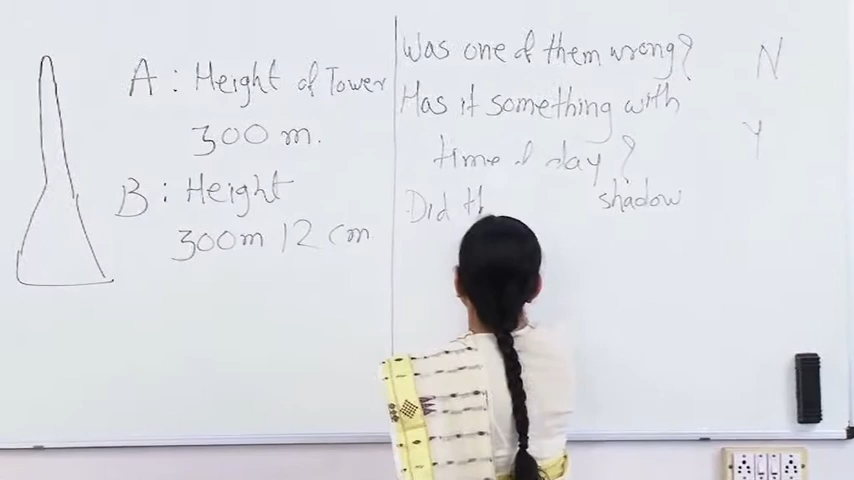 A : Height of Tower
300 m.
B : Height
300m 12 cm
Was one of them wrong? N
Has it something with
time of day? Y
Did th shadow